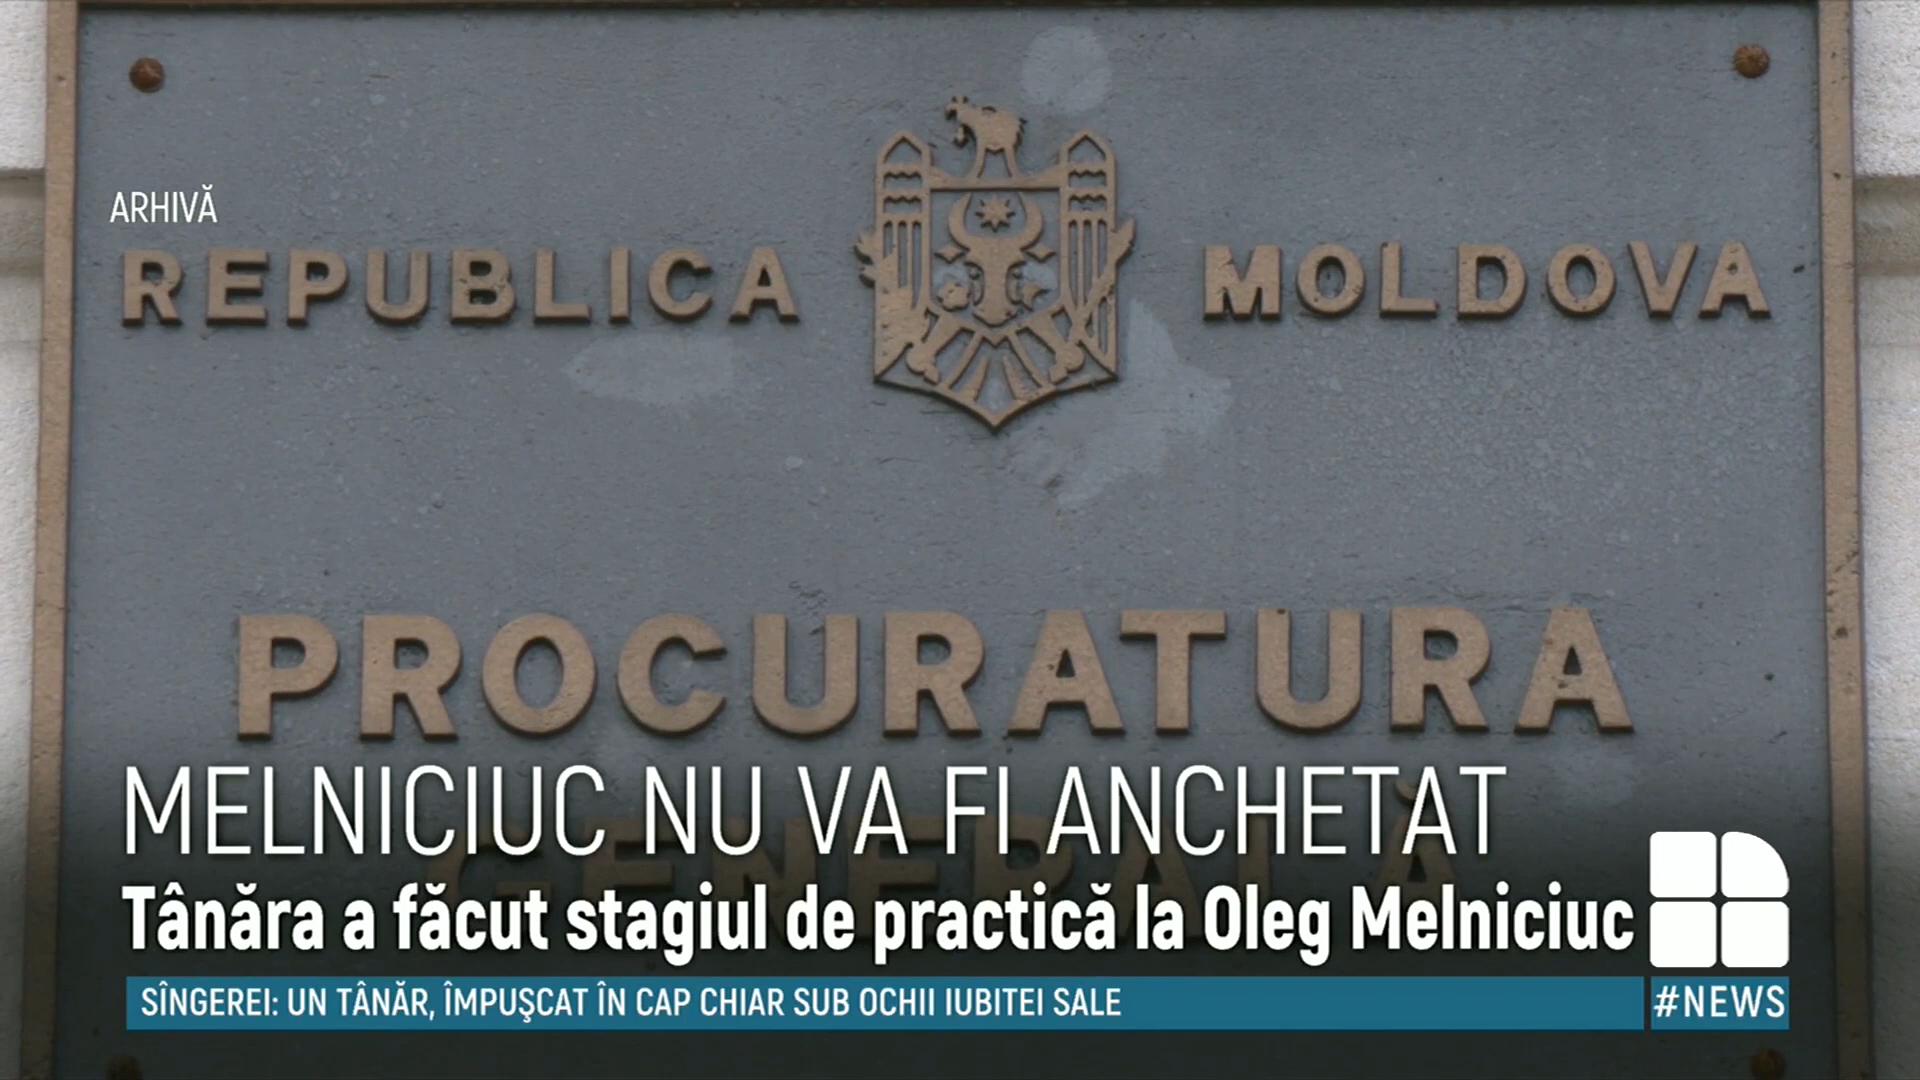 ARHIVĂ
REPUBLICA MOLDOVA
PROCURATURA
GENERALĂ
MELNICIUC NU VA FI ANCHETAT
Tânăra a făcut stagiul de practică la Oleg Melniciuc
SÎNGEREI: UN TÂNĂR, ÎMPUŞCAT ÎN CAP CHIAR SUB OCHII IUBITEI SALE
#NEWS